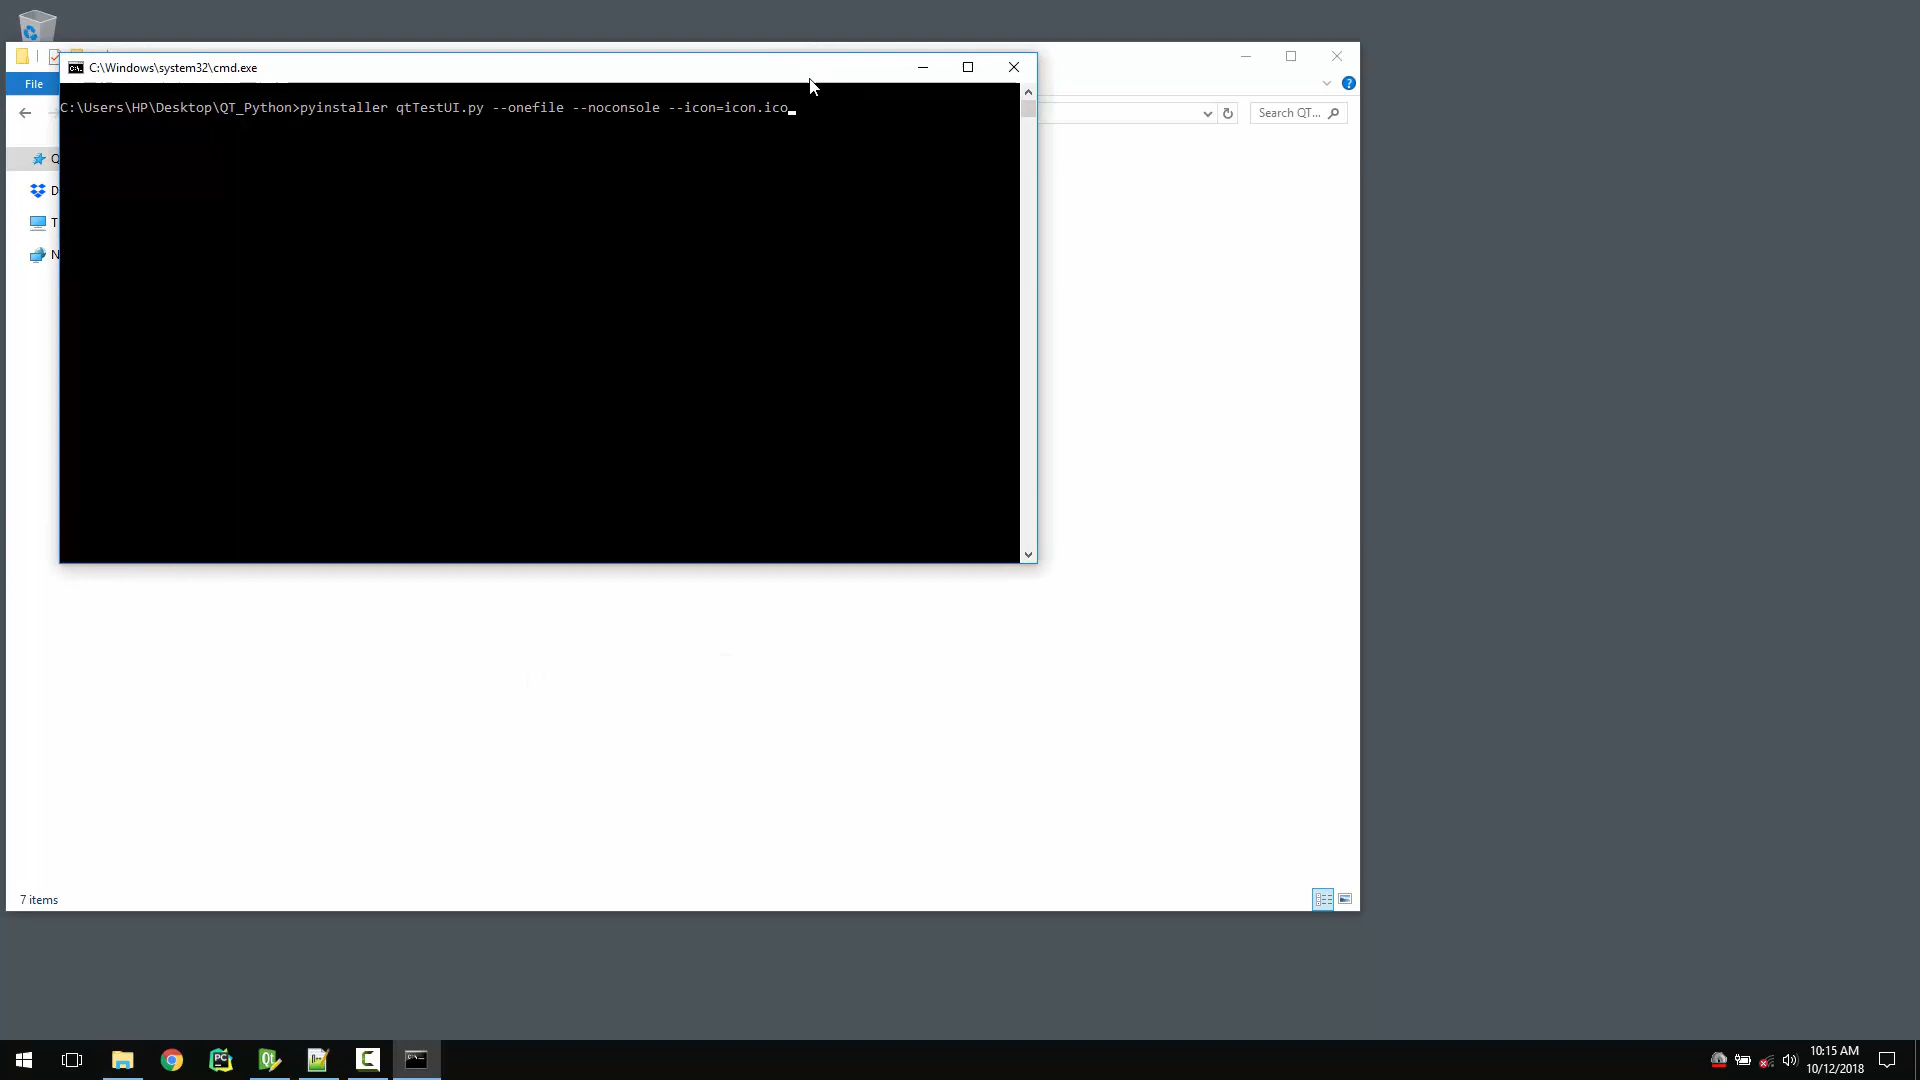 C:\Windows\system32\cmd.exe
File
C:\Users\HP\Desktop\QT_Python>pyinstaller qtTestUI.py --onefile --noconsole --icon=icon.ico
Search QT...
Q
D
T
N
7 items
10:15 AM
10/12/2018